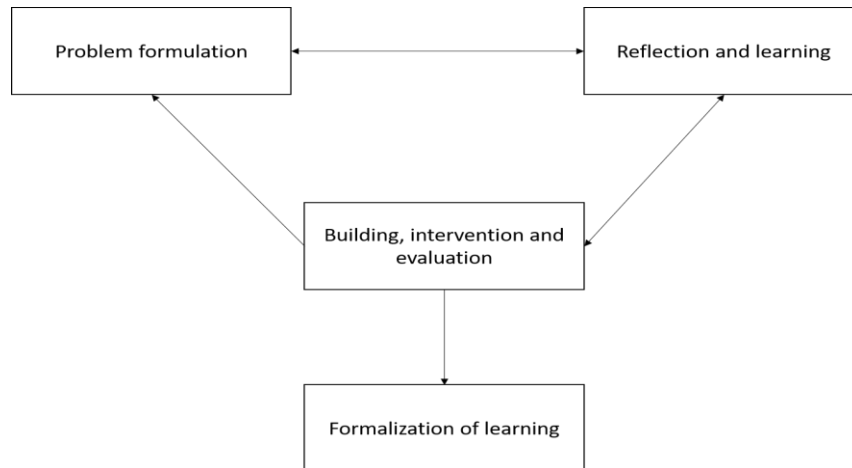 Problem formulation
Reflection and learning
Building, intervention and
evaluation
Formalization of learning